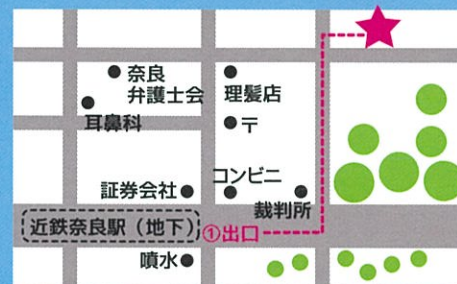 奈良
弁護士会
理髪店
耳鼻科
〒
コンビニ
証券会社
裁判所
近鉄奈良駅（地下）
①出口
噴水